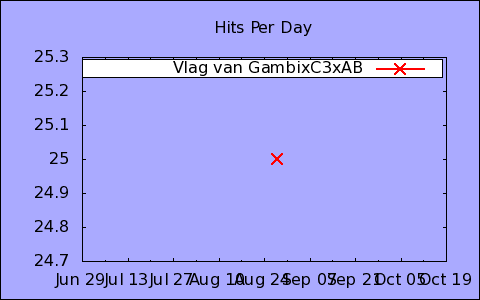 Hits Per Day
25.3
Vlag van GambixC3xAB
25.2
25.1
25
24.9
24.8
24.7
Jun 29 Jul 13 Jul 27 Aug 10 Aug 24 Sep 07 Sep 21 Oct 05 Oct 19